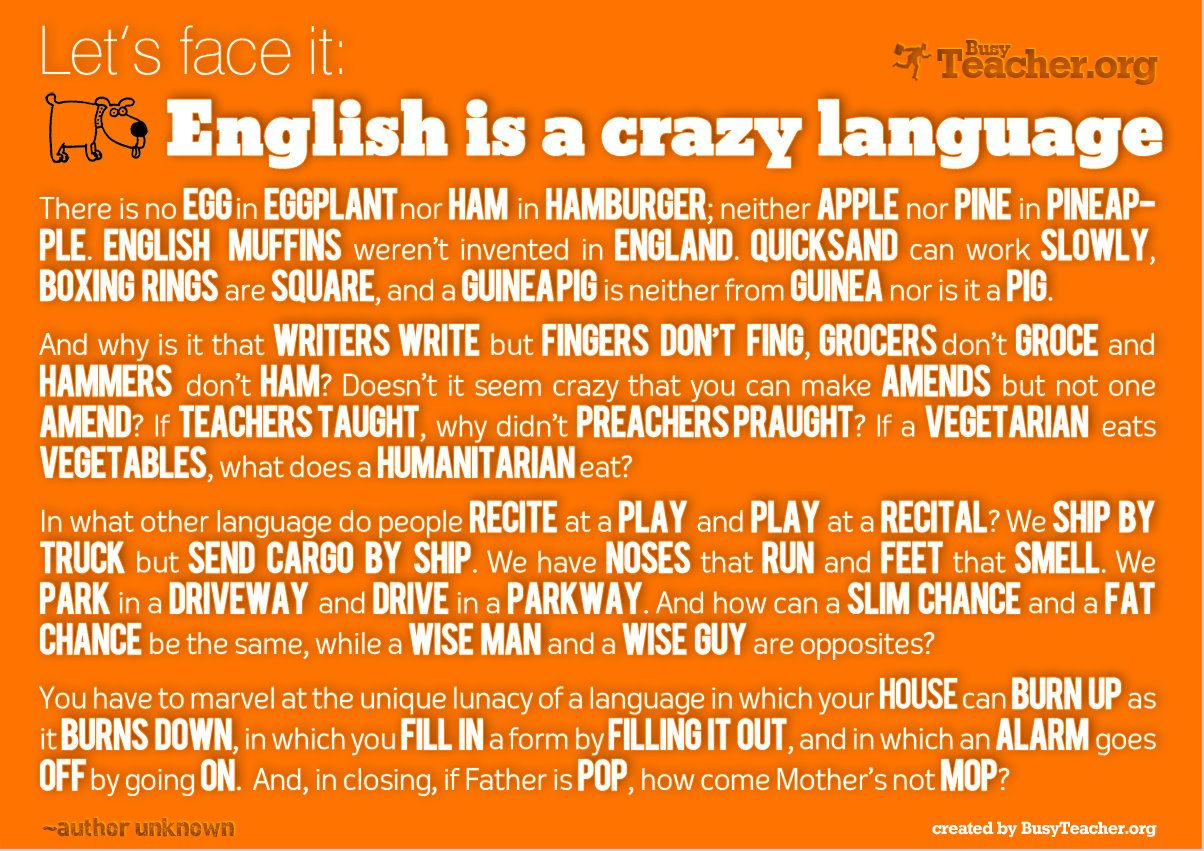 Let's face it:
Busy
Teacher.org
English is a crazy language
There is no EGG in EGGPLANT nor HAM in HAMBURGER; neither APPLE nor PINE in PINEAP-
PLE. ENGLISH MUFFINS weren't invented in ENGLAND. QUICKSAND can work SLOWLY,
BOXING RINGS are SQUARE, and a GUINEA PIG is neither from GUINEA nor is it a PIG.
And why is it that WRITERS WRITE but FINGERS DON'T FING, GROCERS don't GROCE and
HAMMERS don't HAM? Doesn't it seem crazy that you can make AMENDS but not one
AMEND? If TEACHERS TAUGHT, why didn't PREACHERS PRAUGHT? If a VEGETARIAN eats
VEGETABLES, what does a HUMANITARIAN eat?
In what other language do people RECITE at a PLAY and PLAY at a RECITAL? We SHIP BY
TRUCK but SEND CARGO BY SHIP. We have NOSES that RUN and FEET that SMELL. We
PARK in a DRIVEWAY and DRIVE in a PARKWAY. And how can a SLIM CHANCE and a FAT
CHANCE be the same, while a WISE MAN and a WISE GUY are opposites?
You have to marvel at the unique lunacy of a language in which your HOUSE can BURN UP as
it BURNS DOWN, in which you FILL IN a form by FILLING IT OUT, and in which an ALARM goes
OFF by going ON. And, in closing, if Father is POP, how come Mother's not MOP?
~author unknown
created by BusyTeacher.org